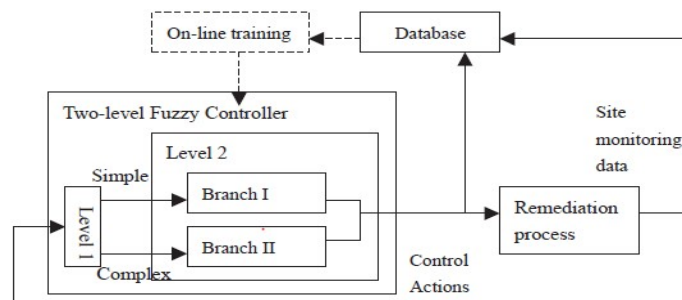 On-line training
Database
Two-level Fuzzy Controller
Level 2
Simple
Branch I
Level 1
Branch II
Complex
Control
Actions
Remediation
process
Site
monitoring
data